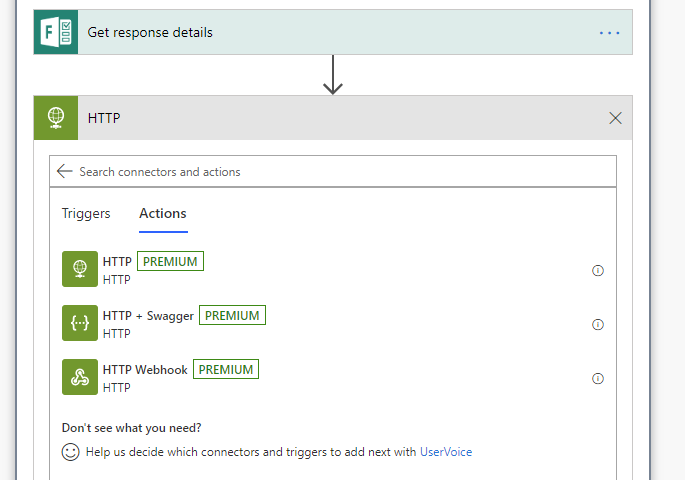 Get response details
HTTP
Search connectors and actions
Triggers Actions
HTTP PREMIUM
HTTP
HTTP + Swagger PREMIUM
HTTP
HTTP Webhook PREMIUM
HTTP
Don't see what you need?
Help us decide which connectors and triggers to add next with UserVoice